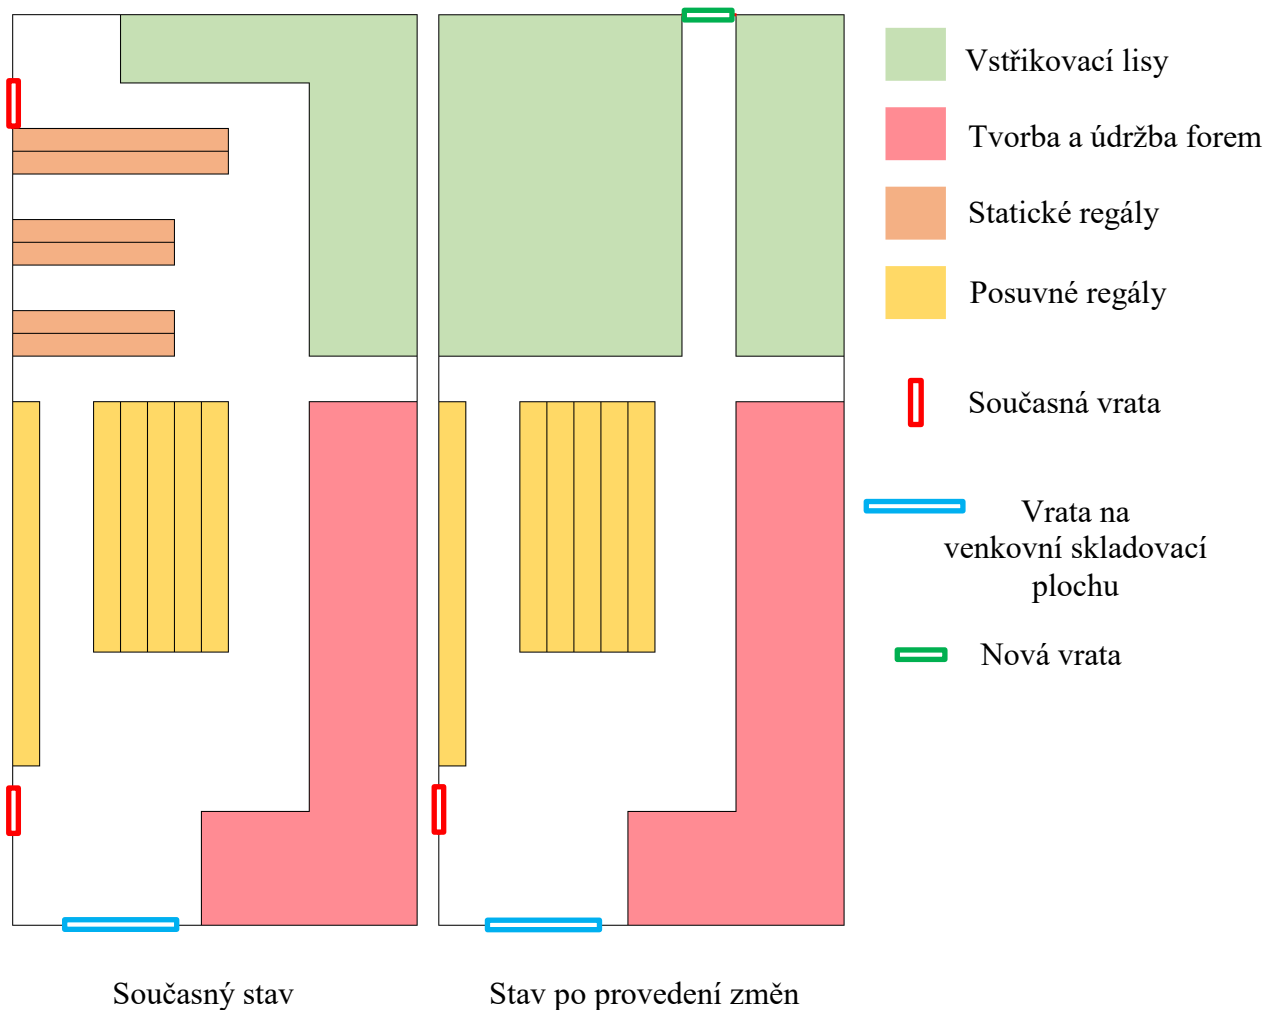 Vstřikovací lisy
Tvorba a údržba forem
Statické regály
Posuvné regály
Současná vrata
Vrata na
venkovní skladovací
plochu
Nová vrata
Současný stav
Stav po provedení změn